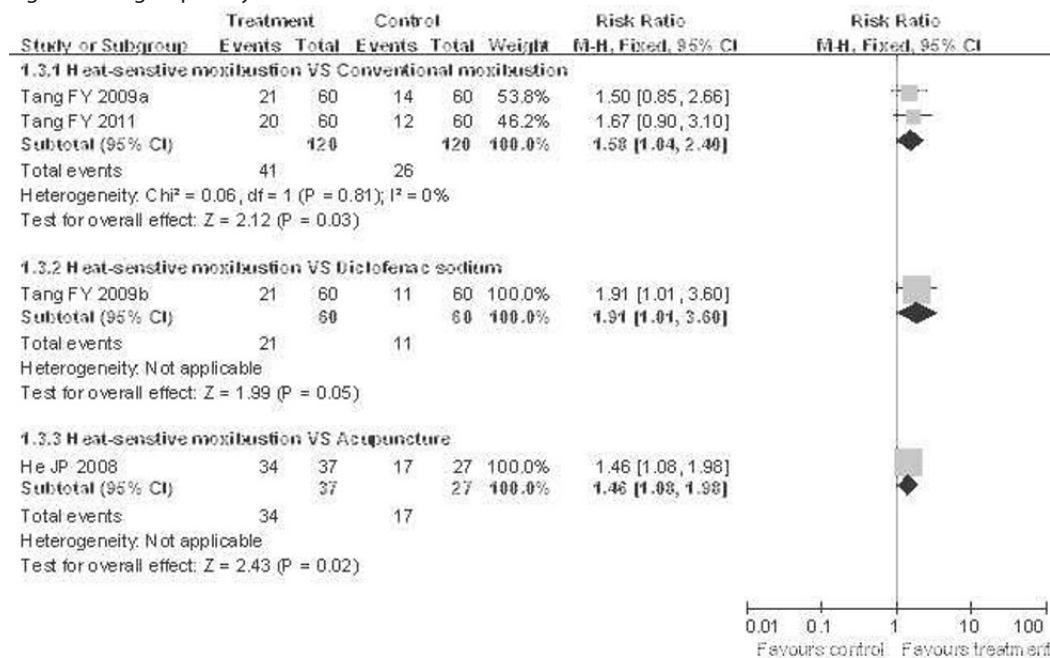 Treatment Control Risk Ratio Risk Ratio
Study or Subgroup Events Total Events Total Weight M-H, Fixed, 95% CI M-H, Fixed, 95% CI
1.3.1 Heat-senstive moxibustion VS Conventional moxibustion
Tang FY 2009a 21 60 14 60 53.8% 1.50 [0.85, 2.66]
Tang FY 2011 20 60 12 60 46.2% 1.67 [0.90, 3.10]
Subtotal (95% CI) 120 120 100.0% 1.58 [1.04, 2.40]
Total events 41 26
Heterogeneity: Chi² = 0.06, df = 1 (P = 0.81); I² = 0%
Test for overall effect: Z = 2.12 (P = 0.03)
1.3.2 Heat-senstive moxibustion VS Diclofenac sodium
Tang FY 2009b 21 60 11 60 100.0% 1.91 [1.01, 3.60]
Subtotal (95% CI) 60 60 100.0% 1.91 [1.01, 3.60]
Total events 21 11
Heterogeneity: Not applicable
Test for overall effect: Z = 1.99 (P = 0.05)
1.3.3 Heat-senstive moxibustion VS Acupuncture
He JP 2008 34 37 17 27 100.0% 1.46 [1.08, 1.98]
Subtotal (95% CI) 37 27 100.0% 1.46 [1.08, 1.98]
Total events 34 17
Heterogeneity: Not applicable
Test for overall effect: Z = 2.43 (P = 0.02)
0.01 0.1 1 10 100
Favours control Favours treatment